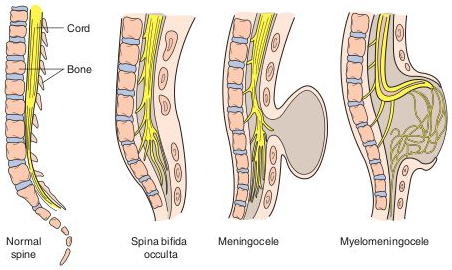 Cord
Bone
Normal
spine
Spina bifida
occulta
Meningocele
Myelomeningocele